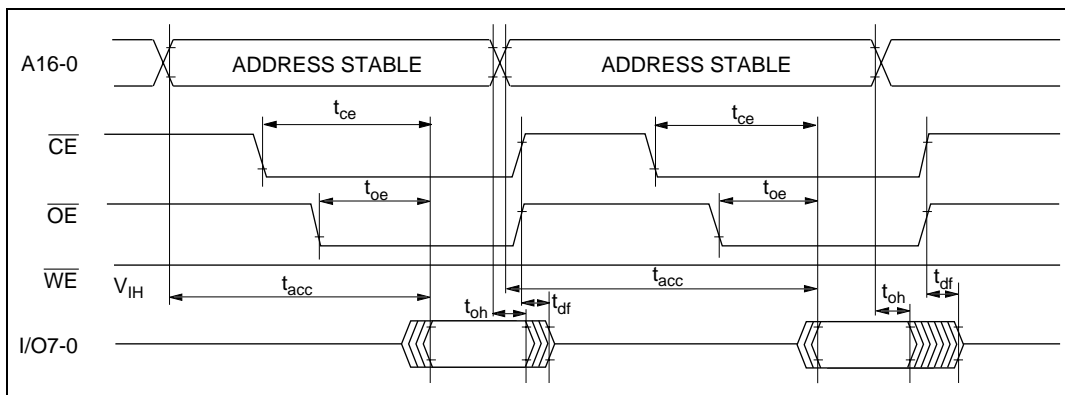 A16-0 ADDRESS STABLE ADDRESS STABLE
tce tce
CE
toe toe
OE
WE VIH tacc tacc
toh tdf toh tdf
I/O7-0